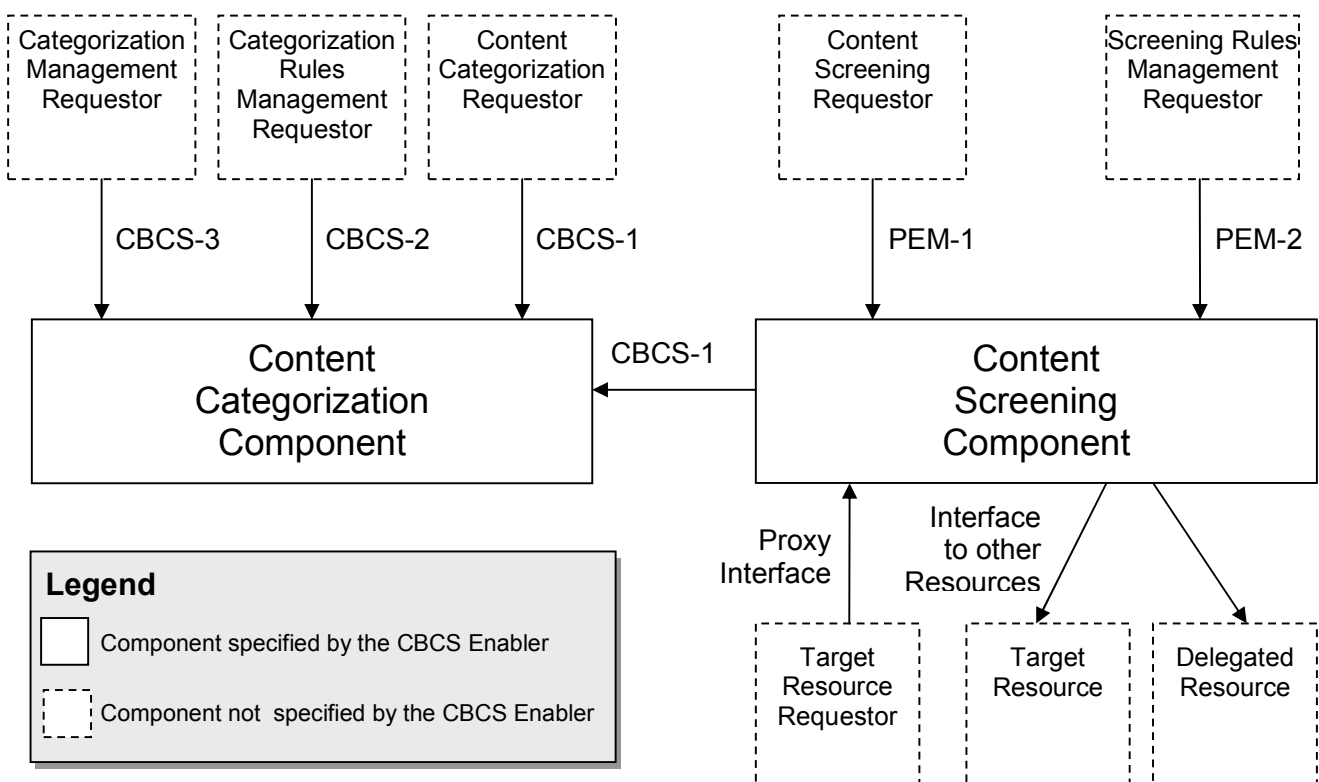 Categorization
Management
Requestor
Categorization
Rules
Management
Requestor
Content
Categorization
Requestor
Content
Screening
Requestor
Screening Rules
Management
Requestor
CBCS-3
CBCS-2
CBCS-1
PEM-1
PEM-2
Content
Categorization
Component
CBCS-1
Content
Screening
Component
Proxy
Interface
Interface
to other
Resources
Target
Resource
Requestor
Target
Resource
Delegated
Resource
Legend
Component specified by the CBCS Enabler
Component not specified by the CBCS Enabler